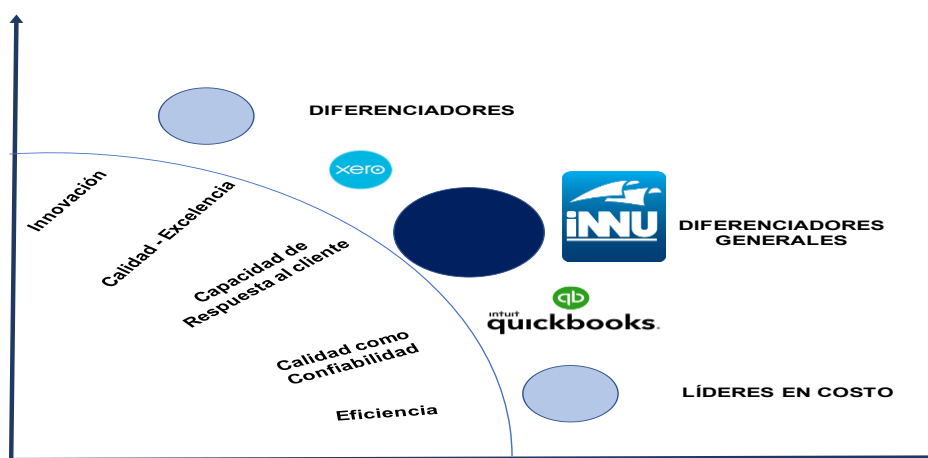 DIFERENCIADORES
xero
iNNU
DIFERENCIADORES
GENERALES
Innovación
Calidad - Excelencia
Capacidad de
Respuesta al cliente
qb
intuit
quickbooks.
Calidad como
Confiabilidad
Eficiencia
LÍDERES EN COSTO